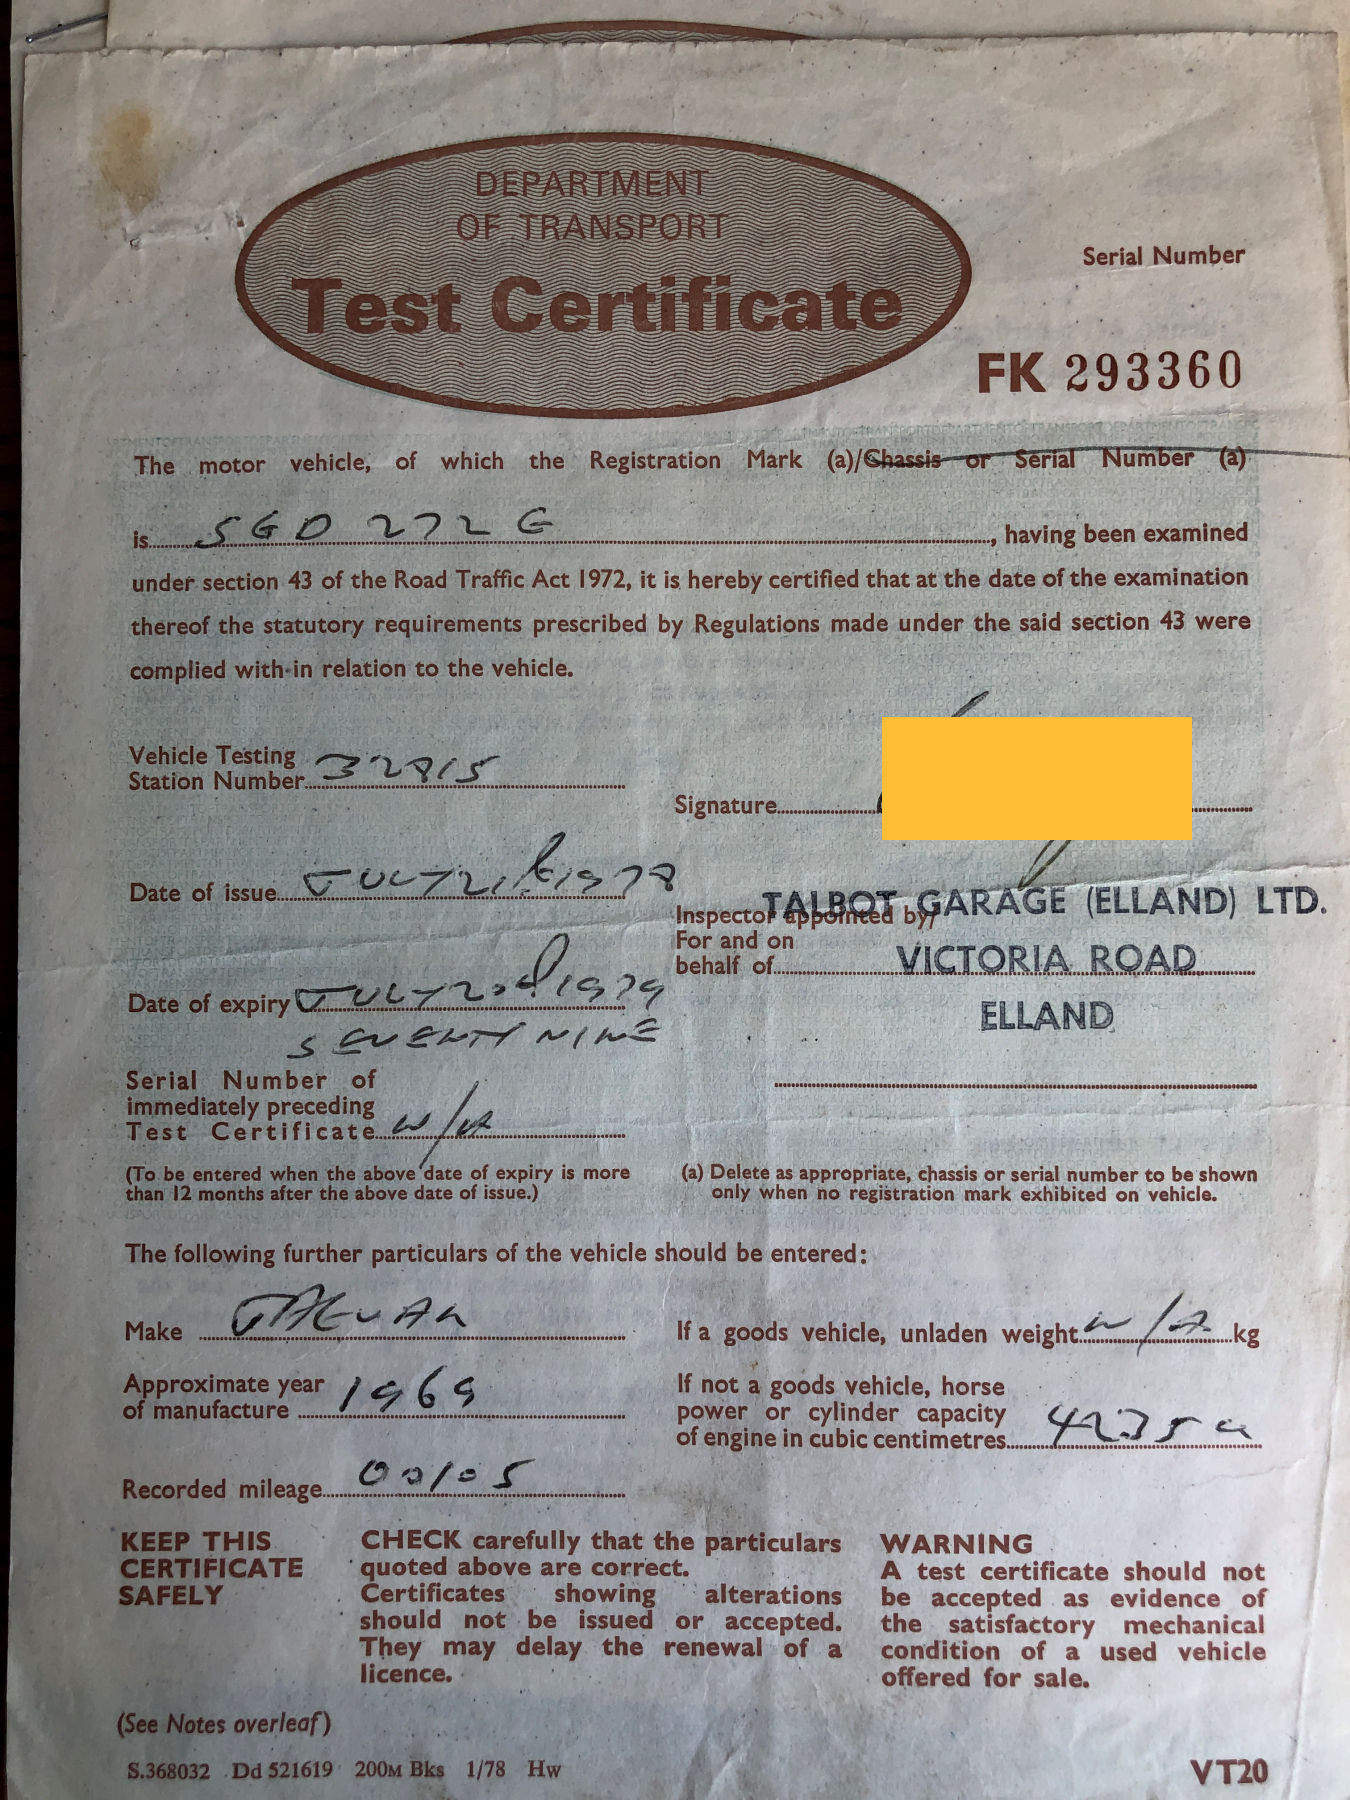 DEPARTMENT
OF TRANSPORT
Test Certificate
Serial Number
FK 293360
The motor vehicle, of which the Registration Mark (a)/Chassis or Serial Number (a)
is SGD 272 G, having been examined
under section 43 of the Road Traffic Act 1972, it is hereby certified that at the date of the examination
thereof the statutory requirements prescribed by Regulations made under the said section 43 were
complied with in relation to the vehicle.
Vehicle Testing
Station Number 32815
Signature
Date of issue JULY 21st 1978
Inspector appointed by/
For and on
behalf of
TALBOT GARAGE (ELLAND) LTD.
VICTORIA ROAD
ELLAND
Date of expiry JULY 20th 1979
SEVENTY NINE
Serial Number of
immediately preceding
Test Certificate N/A
(To be entered when the above date of expiry is more
than 12 months after the above date of issue.)
(a) Delete as appropriate, chassis or serial number to be shown
only when no registration mark exhibited on vehicle.
The following further particulars of the vehicle should be entered:
Make JAGUAR
If a goods vehicle, unladen weight N/A kg
Approximate year
of manufacture 1969
If not a goods vehicle, horse
power or cylinder capacity
of engine in cubic centimetres 4235
Recorded mileage 00105
KEEP THIS
CERTIFICATE
SAFELY
CHECK carefully that the particulars
quoted above are correct.
Certificates showing alterations
should not be issued or accepted.
They may delay the renewal of a
licence.
WARNING
A test certificate should not
be accepted as evidence of
the satisfactory mechanical
condition of a used vehicle
offered for sale.
(See Notes overleaf)
S.368032 Dd 521619 200M Bks 1/78 Hw
VT20